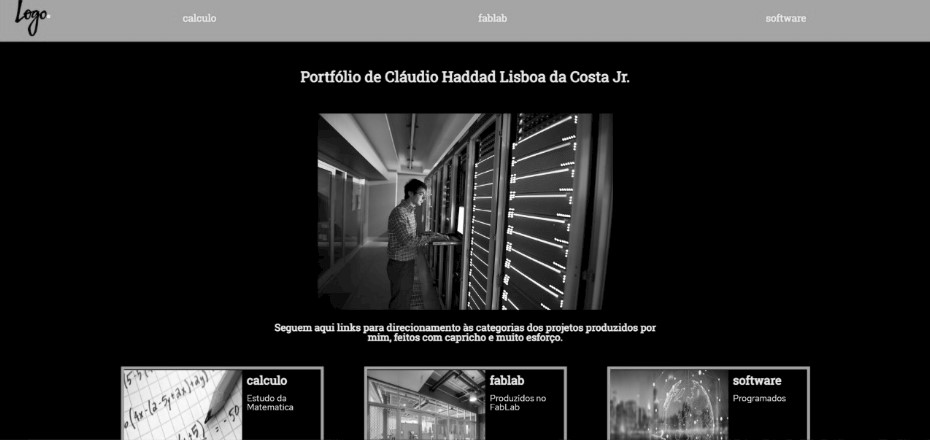 Logo
calculo
fablab
software
Portfólio de Cláudio Haddad Lisboa da Costa Jr.
Seguem aqui links para direcionamento às categorias dos projetos produzidos por
mim, feitos com capricho e muito esforço.
calculo
Estudo da
Matematica
fablab
Produzidos no
FabLab
software
Programados